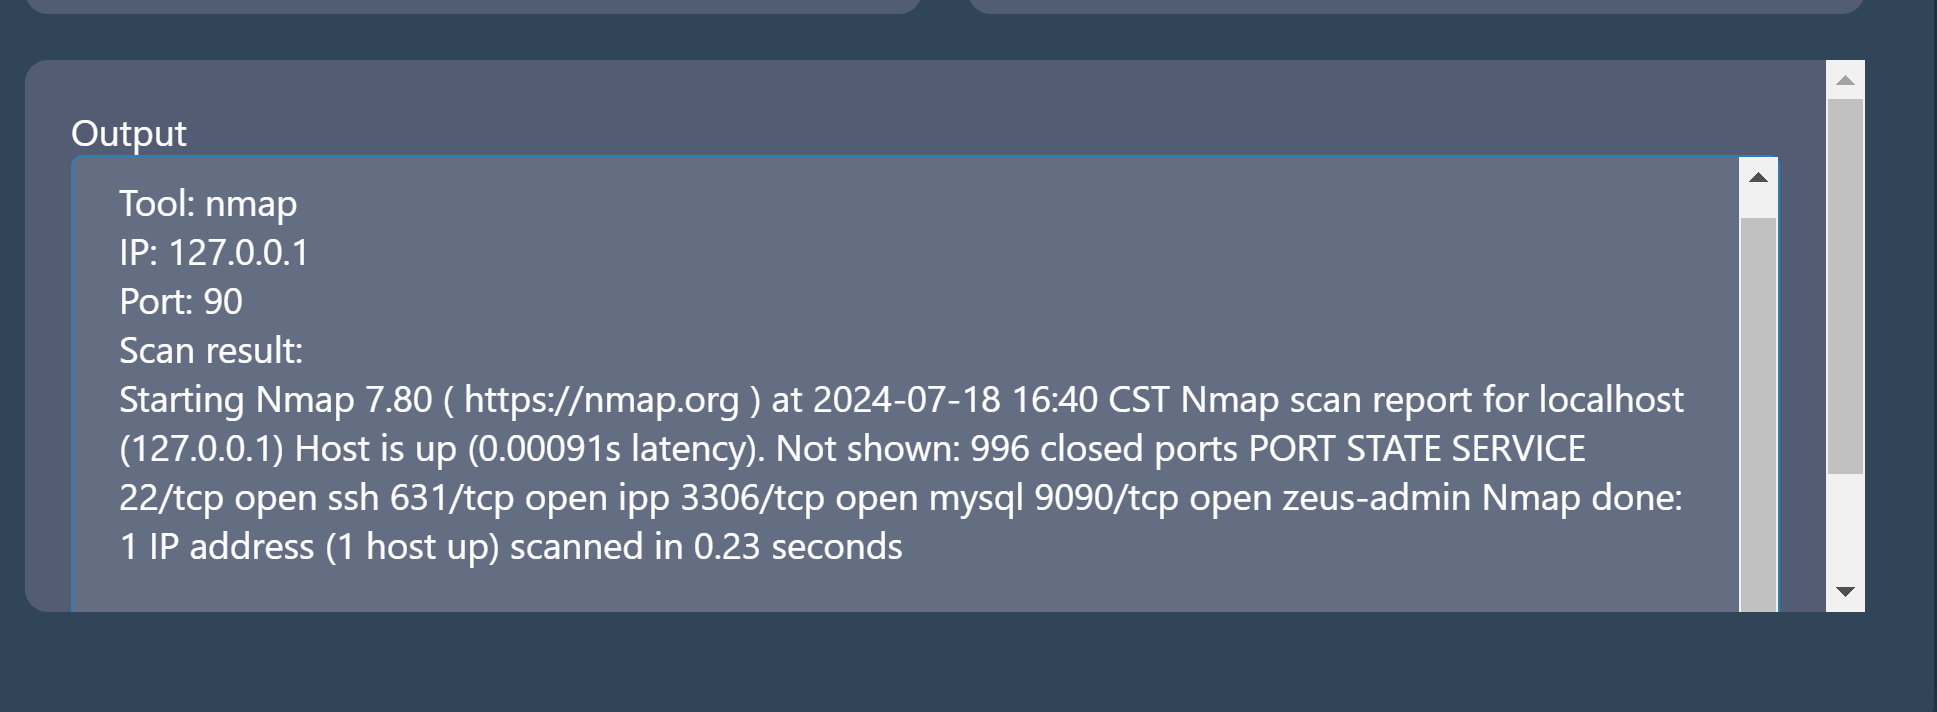 Output
Tool: nmap
IP: 127.0.0.1
Port: 90
Scan result:
Starting Nmap 7.80 ( https://nmap.org ) at 2024-07-18 16:40 CST Nmap scan report for localhost
(127.0.0.1) Host is up (0.00091s latency). Not shown: 996 closed ports PORT STATE SERVICE
22/tcp open ssh 631/tcp open ipp 3306/tcp open mysql 9090/tcp open zeus-admin Nmap done:
1 IP address (1 host up) scanned in 0.23 seconds